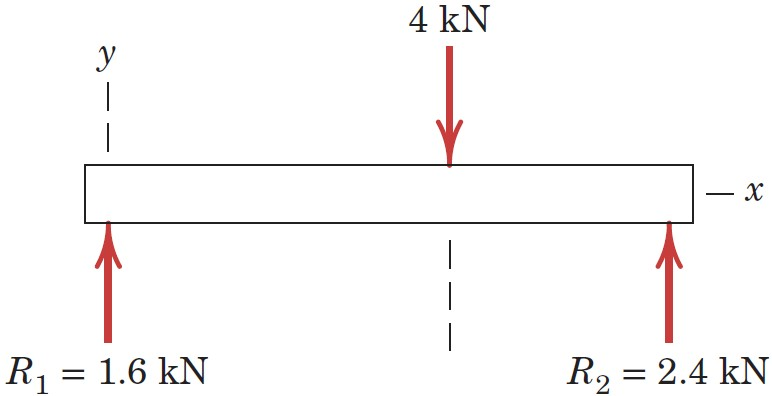 4 kN
y
x
R₁ = 1.6 kN
R₂ = 2.4 kN